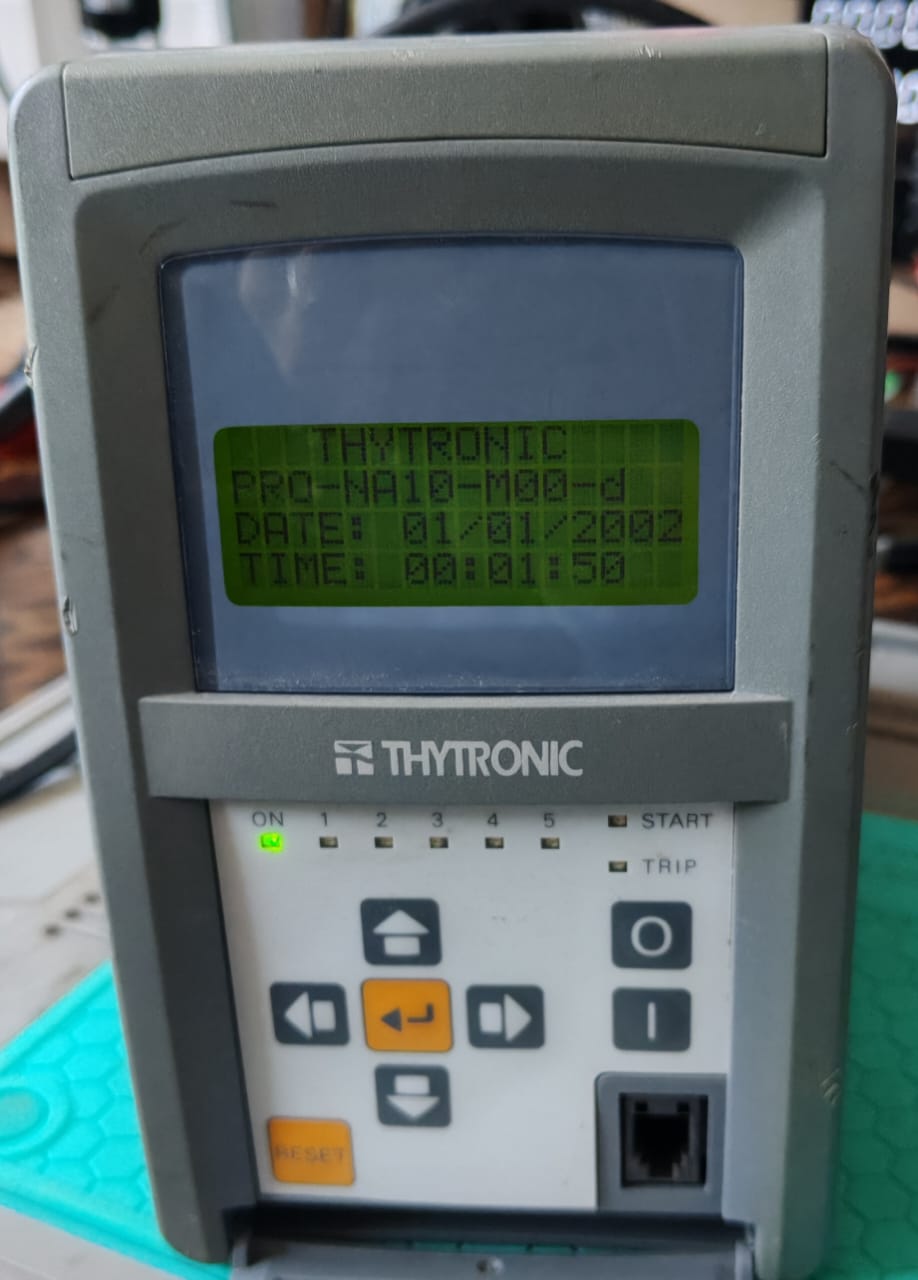 THYTRONIC
PRO-NA10-M00-d
DATE: 01/01/2002
TIME: 00:01:50
THYTRONIC
ON 1 2 3 4 5 START
TRIP
RESET